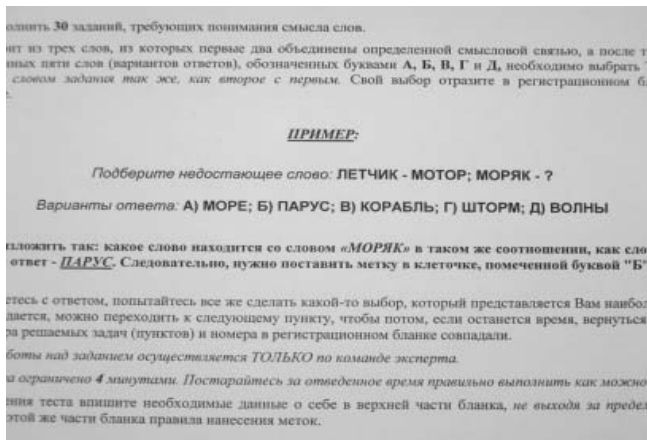 олнить 30 заданий, требующих понимания смысла слов.
оит из трех слов, из которых первые два объединены определенной смысловой связью, а после т
нных пяти слов (вариантов ответов), обозначенных буквами А, Б, В, Г и Д, необходимо выбрать
словом задания так же, как второе с первым. Свой выбор отразите в регистрационном б
ПРИМЕР:
Подберите недостающее слово: ЛЕТЧИК - МОТОР; МОРЯК - ?
Варианты ответа: А) МОРЕ; Б) ПАРУС; В) КОРАБЛЬ; Г) ШТОРМ; Д) ВОЛНЫ
изложить так: какое слово находится со словом «МОРЯК» в таком же соотношении, как сло
ответ - ПАРУС. Следовательно, нужно поставить метку в клеточке, помеченной буквой "Б"
етесь с ответом, попытайтесь все же сделать какой-то выбор, который представляется Вам наибол
дается, можно переходить к следующему пункту, чтобы потом, если останется время, вернуться
ра решаемых задач (пунктов) и номера в регистрационном бланке совпадали.
боты над заданием осуществляется ТОЛЬКО по команде эксперта.
а ограничено 4 минутами. Постарайтесь за отведенное время правильно выполнить как можно
ения теста впишите необходимые данные о себе в верхней части бланка, не выходя за преде
этой же части бланка правила нанесения меток.